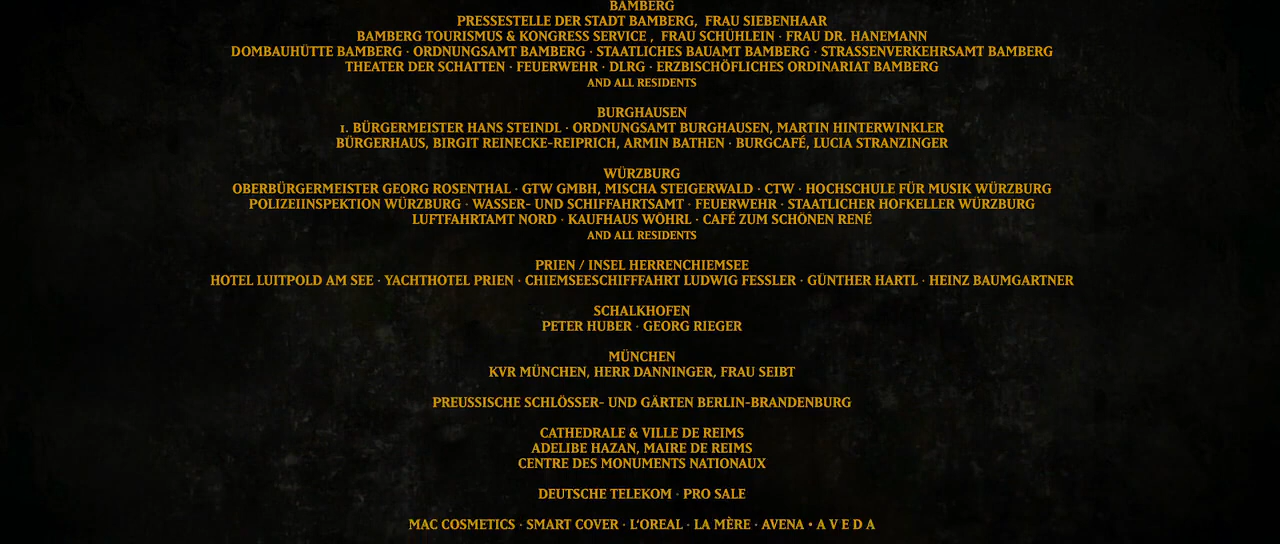 BAMBERG
PRESSESTELLE DER STADT BAMBERG, FRAU SIEBENHAAR
BAMBERG TOURISMUS & KONGRESS SERVICE , FRAU SCHÜHLEIN · FRAU DR. HANEMANN
DOMBAUHÜTTE BAMBERG · ORDNUNGSAMT BAMBERG · STAATLICHES BAUAMT BAMBERG · STRASSENVERKEHRSAMT BAMBERG
THEATER DER SCHATTEN · FEUERWEHR · DLRG · ERZBISCHÖFLICHES ORDINARIAT BAMBERG
AND ALL RESIDENTS
BURGHAUSEN
1. BÜRGERMEISTER HANS STEINDL · ORDNUNGSAMT BURGHAUSEN, MARTIN HINTERWINKLER
BÜRGERHAUS, BIRGIT REINECKE-REIPRICH, ARMIN BATHEN · BURGCAFÉ, LUCIA STRANZINGER
WÜRZBURG
OBERBÜRGERMEISTER GEORG ROSENTHAL · GTW GMBH, MISCHA STEIGERWALD · CTW · HOCHSCHULE FÜR MUSIK WÜRZBURG
POLIZEIINSPEKTION WÜRZBURG · WASSER- UND SCHIFFAHRTSAMT · FEUERWEHR · STAATLICHER HOFKELLER WÜRZBURG
LUFTFAHRTAMT NORD · KAUFHAUS WÖHRL · CAFÉ ZUM SCHÖNEN RENÉ
AND ALL RESIDENTS
PRIEN / INSEL HERRENCHIEMSEE
HOTEL LUITPOLD AM SEE · YACHTHOTEL PRIEN · CHIEMSEESCHIFFFAHRT LUDWIG FESSLER · GÜNTHER HARTL · HEINZ BAUMGARTNER
SCHALKHOFEN
PETER HUBER · GEORG RIEGER
MÜNCHEN
KVR MÜNCHEN, HERR DANNINGER, FRAU SEIBT
PREUSSISCHE SCHLÖSSER- UND GÄRTEN BERLIN-BRANDENBURG
CATHEDRALE & VILLE DE REIMS
ADELIBE HAZAN, MAIRE DE REIMS
CENTRE DES MONUMENTS NATIONAUX
DEUTSCHE TELEKOM · PRO SALE
MAC COSMETICS · SMART COVER · L'OREAL · LA MÈRE · AVENA • A V E D A